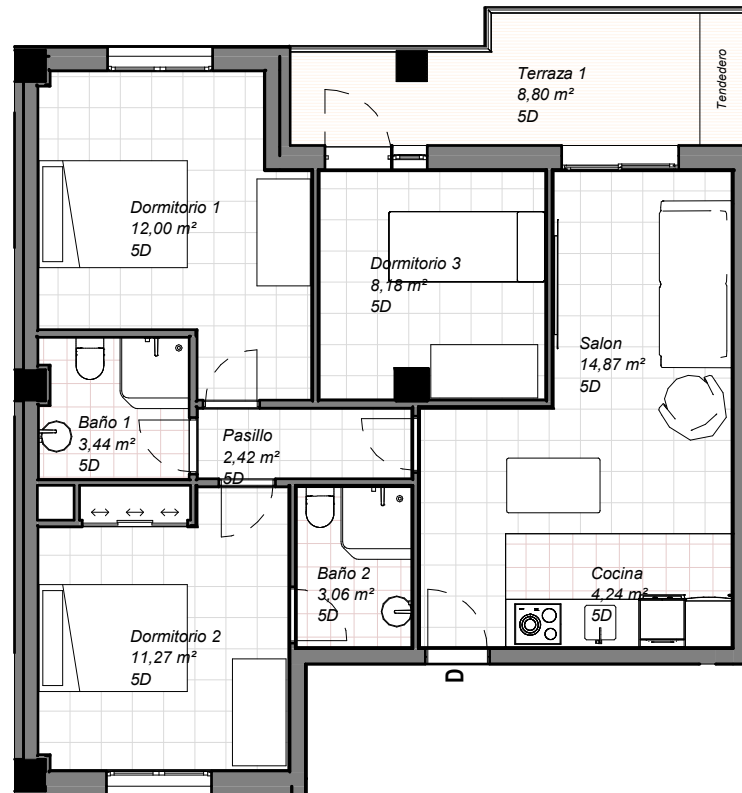 Terraza 1
8,80 m²
5D
Tendedero
Dormitorio 1
12,00 m²
5D
Dormitorio 3
8,18 m²
5D
Salon
14,87 m²
5D
Baño 1
3,44 m²
5D
Pasillo
2,42 m²
5D
Baño 2
3,06 m²
5D
Cocina
4,24 m²
5D
Dormitorio 2
11,27 m²
5D
D